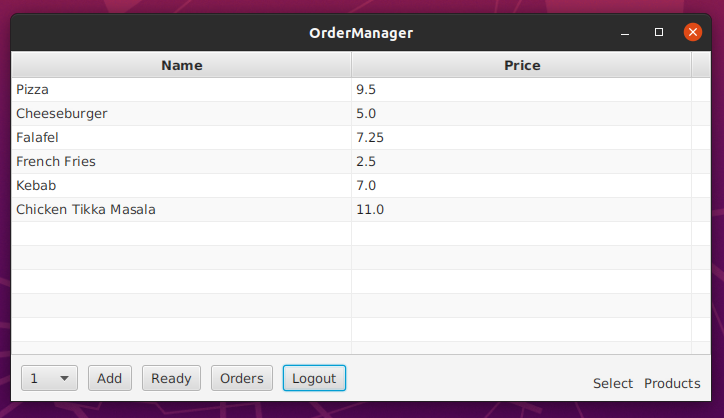 OrderManager
Name Price
Pizza 9.5
Cheeseburger 5.0
Falafel 7.25
French Fries 2.5
Kebab 7.0
Chicken Tikka Masala 11.0
1 Add Ready Orders Logout Select Products